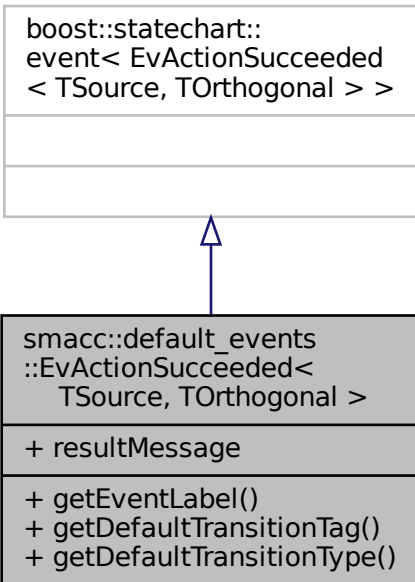 boost::statechart::
event< EvActionSucceeded
< TSource, TOrthogonal > >
smacc::default_events
::EvActionSucceeded<
TSource, TOrthogonal >
+ resultMessage
+ getEventLabel()
+ getDefaultTransitionTag()
+ getDefaultTransitionType()